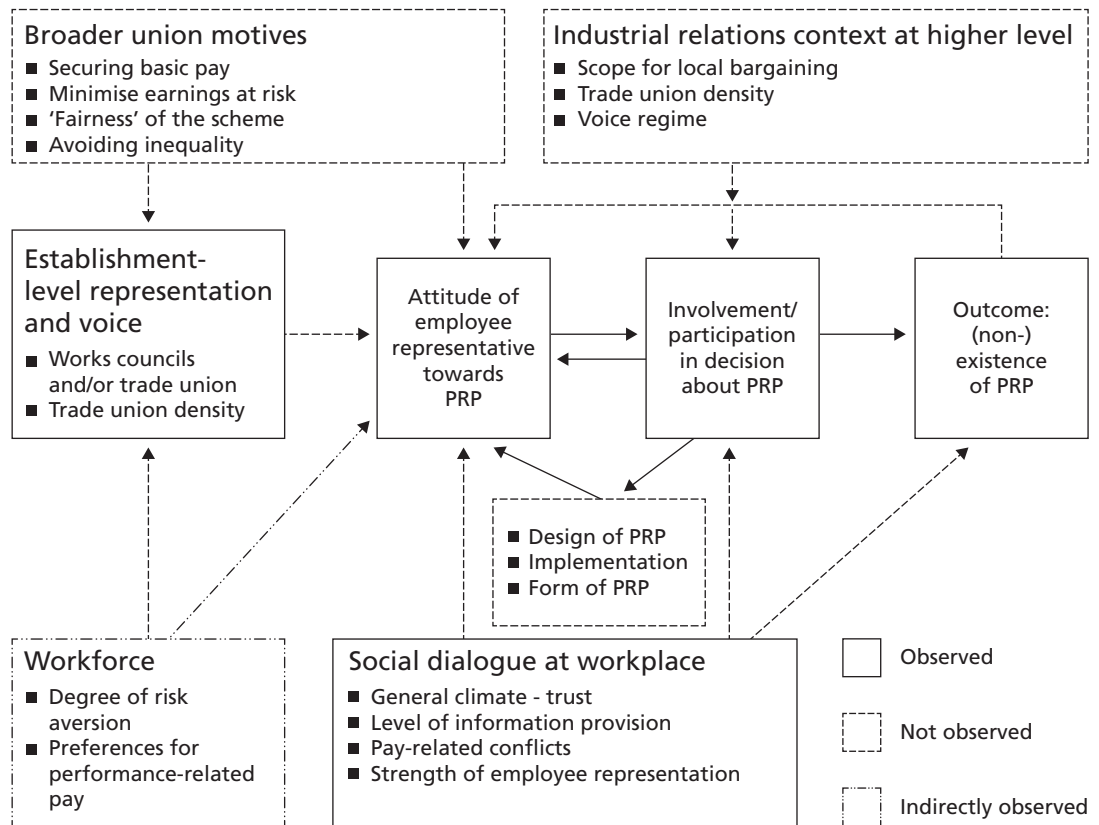 Broader union motives
■ Securing basic pay
■ Minimise earnings at risk
■ ‘Fairness’ of the scheme
■ Avoiding inequality
Industrial relations context at higher level
■ Scope for local bargaining
■ Trade union density
■ Voice regime
Establishment-
level representation
and voice
■ Works councils
and/or trade union
■ Trade union density
Attitude of
employee
representative
towards
PRP
Involvement/
participation
in decision
about PRP
Outcome:
(non-)
existence
of PRP
■ Design of PRP
■ Implementation
■ Form of PRP
Workforce
■ Degree of risk
aversion
■ Preferences for
performance-related
pay
Social dialogue at workplace
■ General climate - trust
■ Level of information provision
■ Pay-related conflicts
■ Strength of employee representation
Observed
Not observed
Indirectly observed